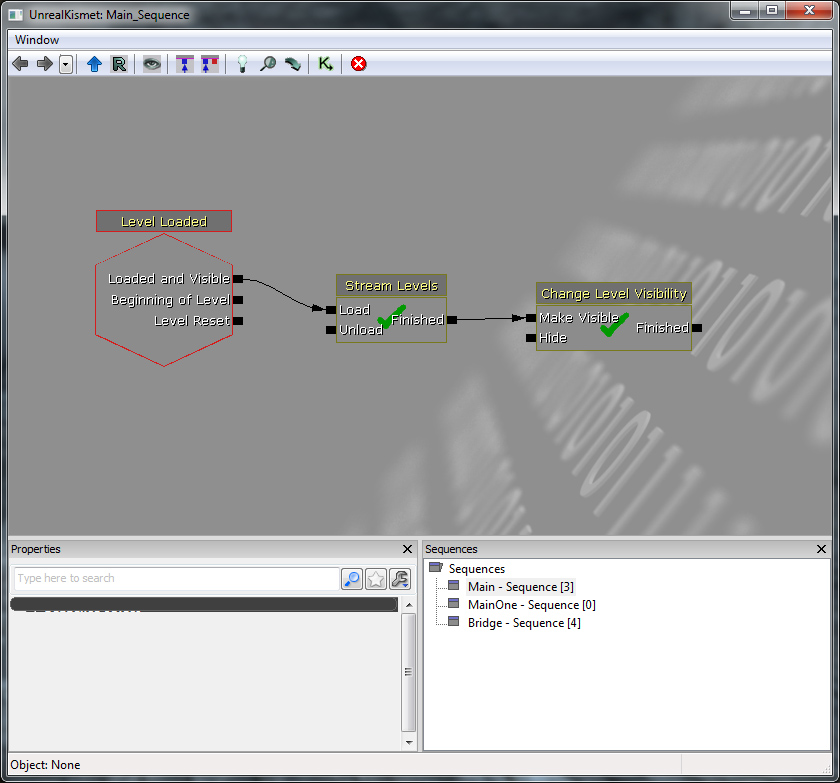 UnrealKismet: Main_Sequence
Window
R
K
Level Loaded
Loaded and Visible
Beginning of Level
Level Reset
Stream Levels
Load
Finished
Unload
Change Level Visibility
Make Visible
Finished
Hide
Properties
Type here to search
Sequences
Sequences
Main - Sequence [3]
MainOne - Sequence [0]
Bridge - Sequence [4]
Object: None